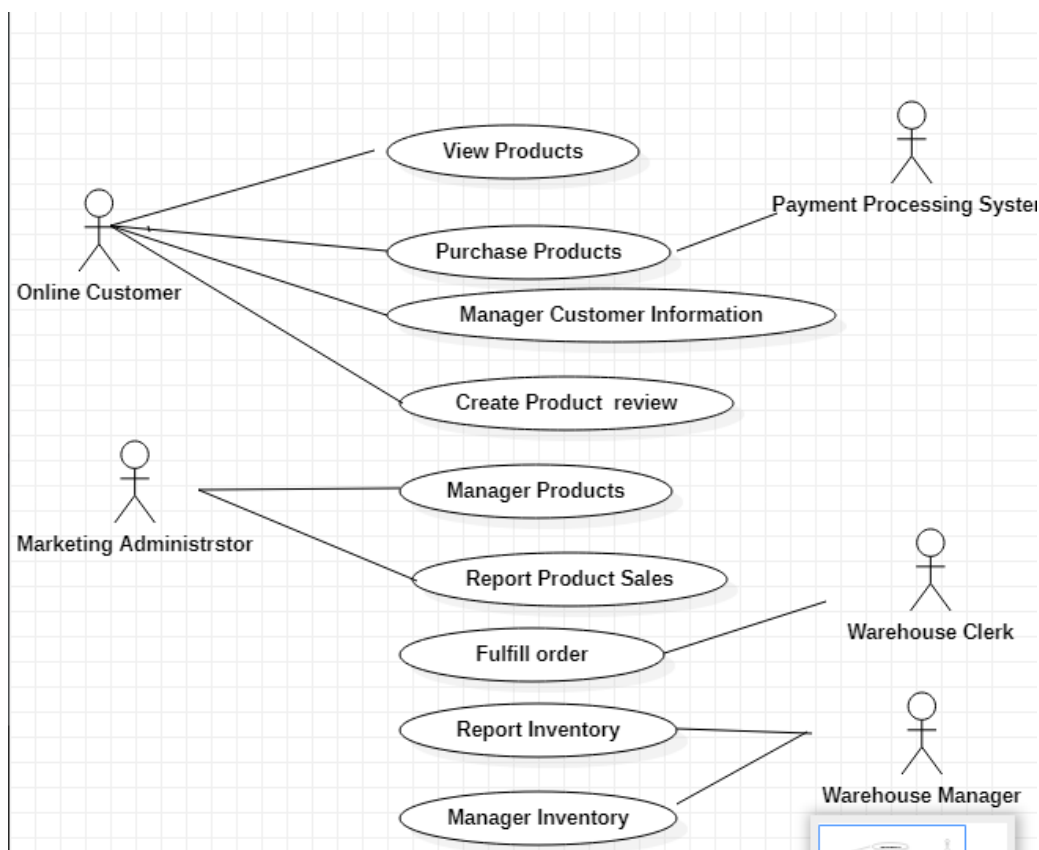 View Products
Payment Processing System
Purchase Products
Online Customer
Manager Customer Information
Create Product review
Manager Products
Marketing Administrstor
Report Product Sales
Warehouse Clerk
Fulfill order
Report Inventory
Warehouse Manager
Manager Inventory